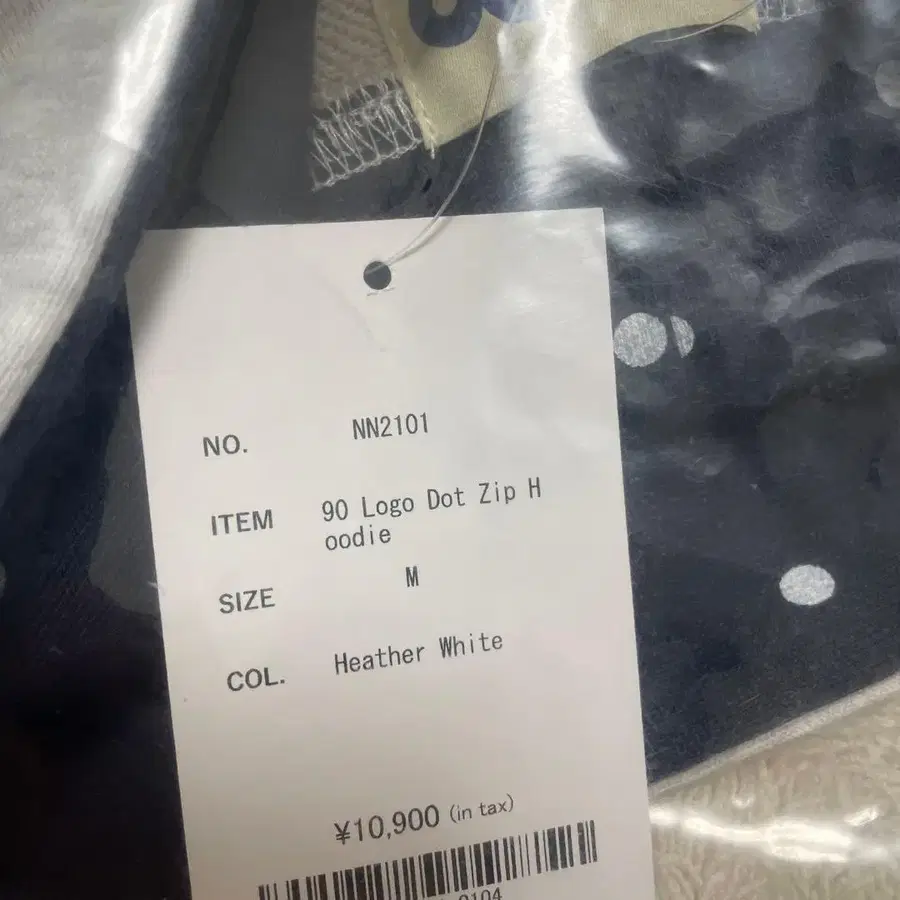 NO. NN2101
ITEM 90 Logo Dot Zip H
oodie
SIZE M
COL. Heather White
¥10,900 (in tax)